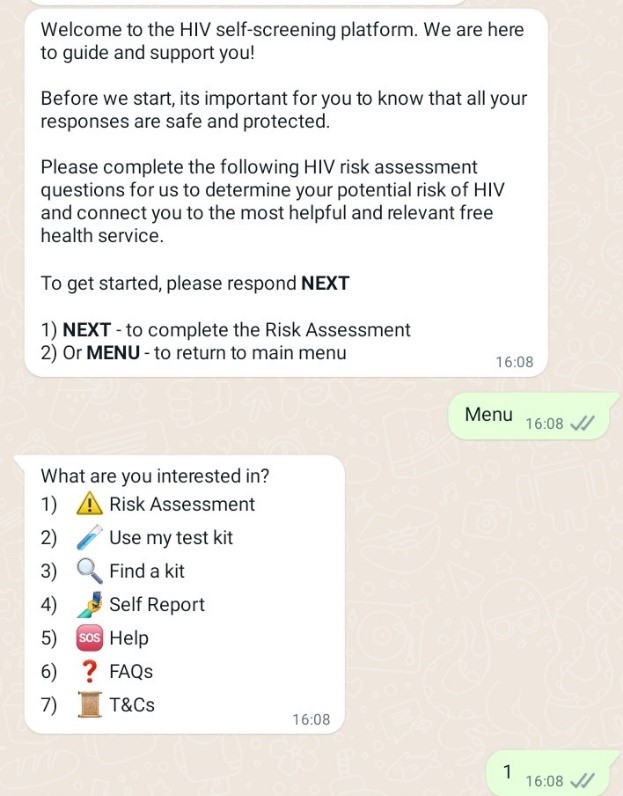 Welcome to the HIV self-screening platform. We are here
to guide and support you!
Before we start, its important for you to know that all your
responses are safe and protected.
Please complete the following HIV risk assessment
questions for us to determine your potential risk of HIV
and connect you to the most helpful and relevant free
health service.
To get started, please respond NEXT
1) NEXT - to complete the Risk Assessment
2) Or MENU - to return to main menu
16:08
Menu 16:08
What are you interested in?
1) Risk Assessment
2) Use my test kit
3) Find a kit
4) Self Report
5) SOS Help
6) ❓ FAQs
7) T&Cs
16:08
1 16:08